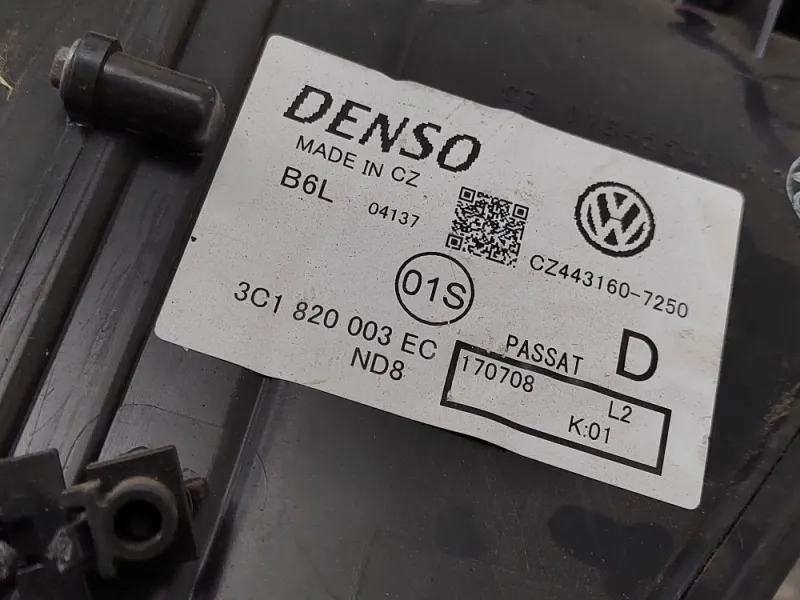 DENSO
MADE IN CZ
B6L 04137
CZ443160-7250
01S
3C1 820 003 EC
ND8
PASSAT D
170708
L2
K:01